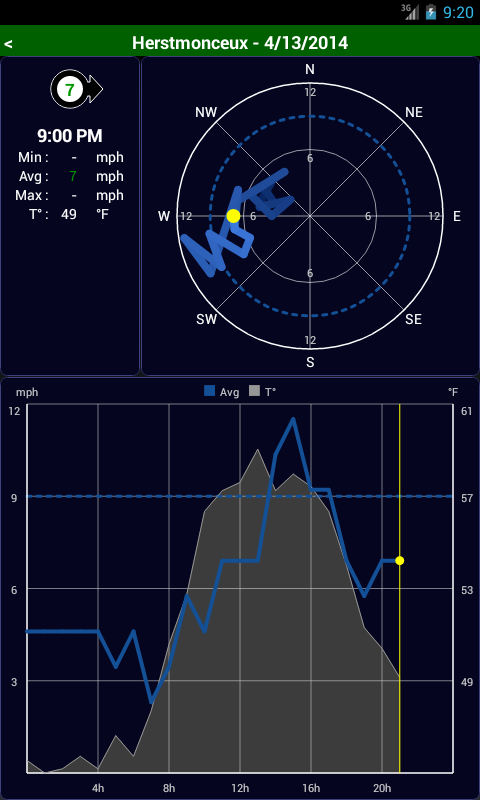 3G 9:20
< Herstmonceux - 4/13/2014
7
9:00 PM
Min : - mph
Avg : 7 mph
Max : - mph
T° : 49 °F
N
12
NW NE
6
W 12 6 6 12 E
6
SW SE
12
S
mph Avg T° °F
12 61
9 57
6 53
3 49
4h 8h 12h 16h 20h